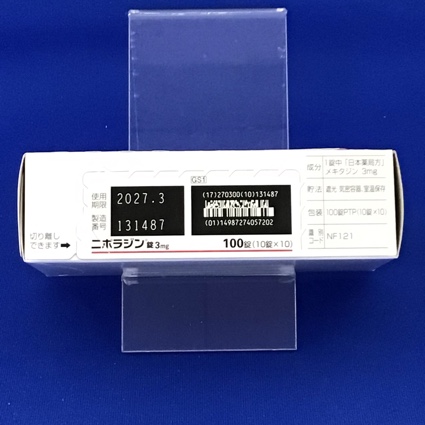 使用
期限
2027.3
製造
番号
131487
切り離し
できます➡
ニポラジン錠3mg
GS1
(17)270300(10)131487
(01)14987274057202
100錠(10錠×10)
成分 1錠中「日本薬局方」
メキタジン 3mg
貯法 遮光 気密容器、室温保存
包装 100錠PTP(10錠×10)
識別
コード NF121